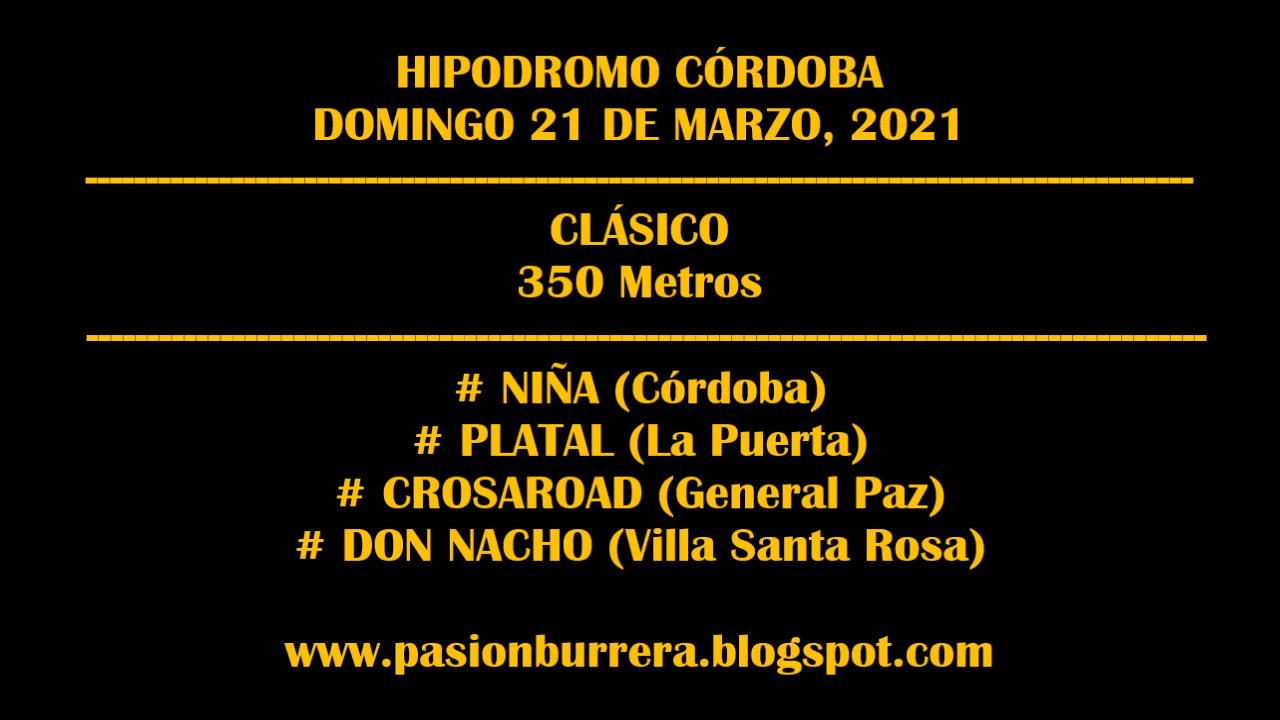 HIPODROMO CÓRDOBA
DOMINGO 21 DE MARZO, 2021
CLÁSICO
350 Metros
# NIÑA (Córdoba)
# PLATAL (La Puerta)
# CROSAROAD (General Paz)
# DON NACHO (Villa Santa Rosa)
www.pasionburrera.blogspot.com